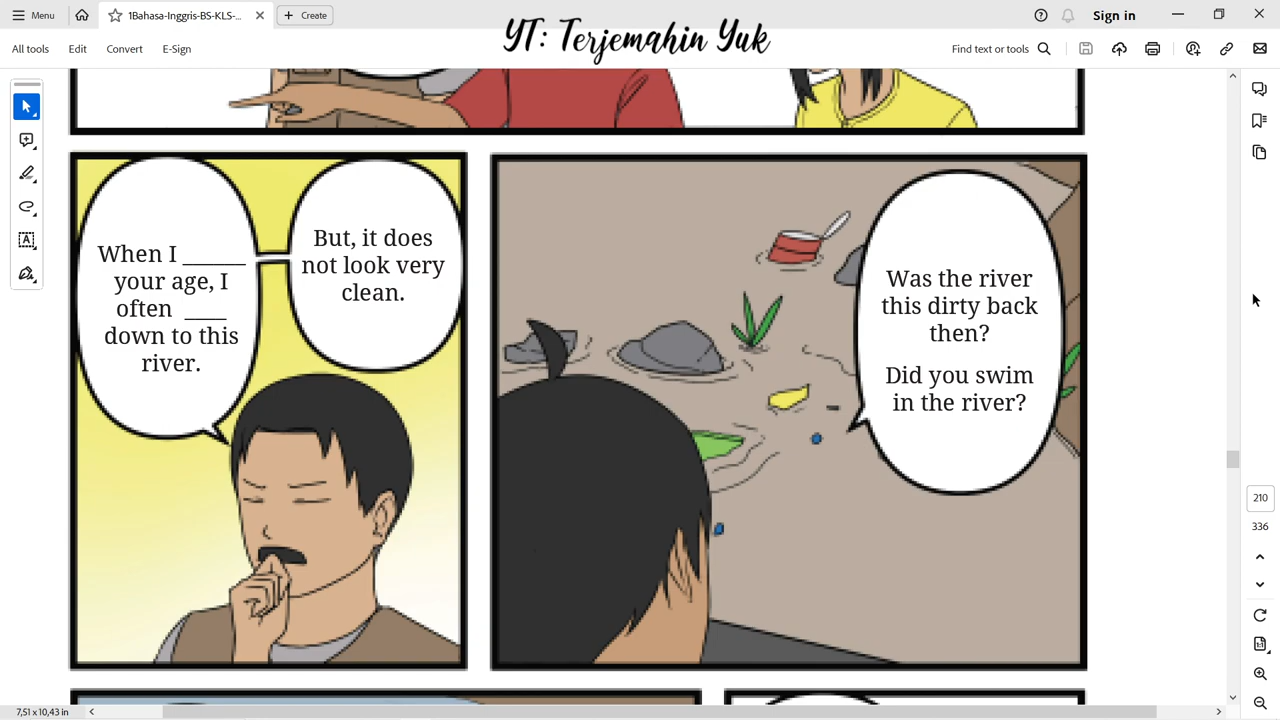 Menu
1Bahasa-Inggris-BS-KLS-...
Create
YT: Terjemahin Yuk
Sign in
All tools
Edit
Convert
E-Sign
Find text or tools
When I ______
your age, I
often ____
down to this
river.
But, it does
not look very
clean.
Was the river
this dirty back
then?
Did you swim
in the river?
210
336
7,51 x 10,43 in